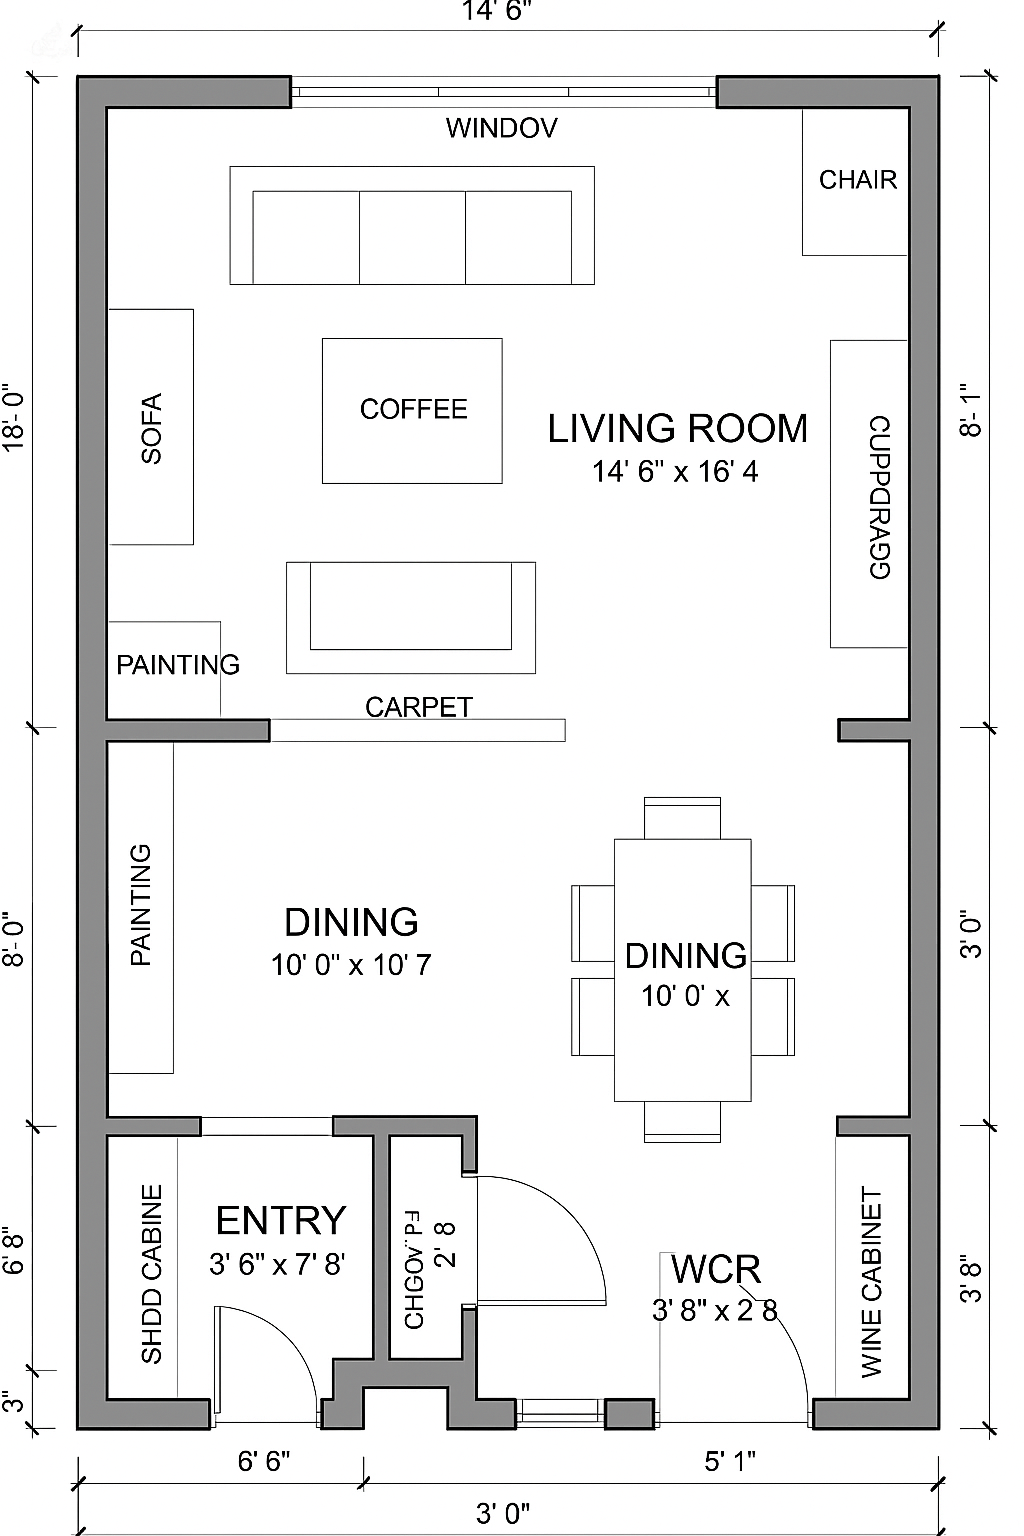 14' 6"
WINDOV
CHAIR
18'- 0"
SOFA
COFFEE
LIVING ROOM
14' 6" x 16' 4
CUPPDRAGG
8'- 1"
PAINTING
CARPET
8'- 0"
PAINTING
DINING
10' 0" x 10' 7
DINING
10' 0' x
3' 0"
6' 8"
SHDD CABINE
ENTRY
3' 6" x 7' 8'
2' 8
WCR
3' 8" x 2 8
WINE CABINET
3' 8"
3"
6' 6"
5' 1"
3' 0"